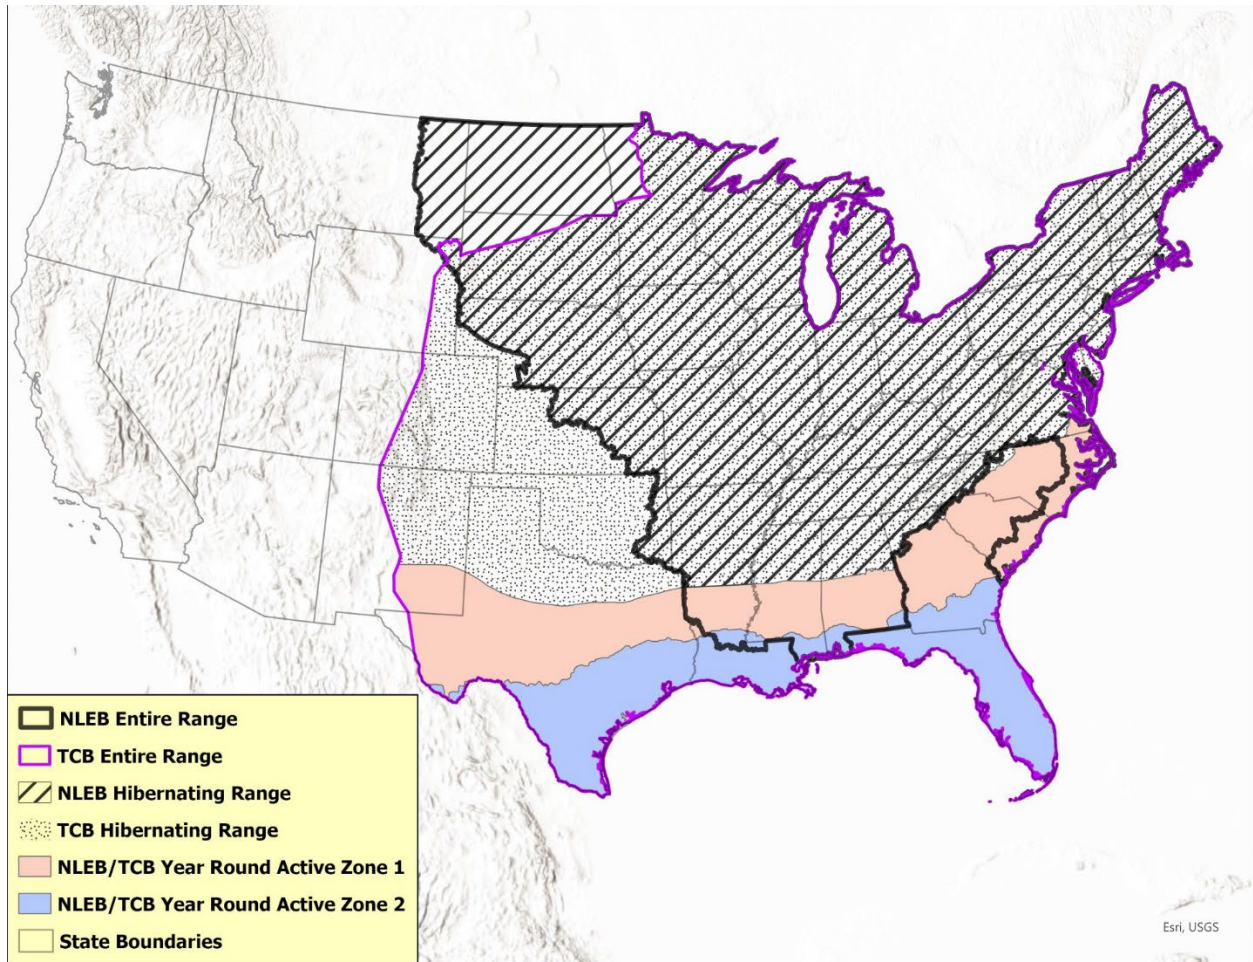 NLEB Entire Range
TCB Entire Range
NLEB Hibernating Range
TCB Hibernating Range
NLEB/TCB Year Round Active Zone 1
NLEB/TCB Year Round Active Zone 2
State Boundaries
Esri, USGS